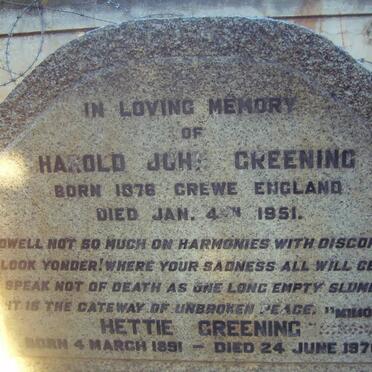 IN LOVING MEMORY
OF
HAROLD JOHN GREENING
BORN 1876 CREWE ENGLAND
DIED JAN. 4TH 1951.
DWELL NOT SO MUCH ON HARMONIES WITH DISCOR
LOOK YONDER! WHERE YOUR SADNESS ALL WILL CE
SPEAK NOT OF DEATH AS ONE LONG EMPTY SLUM
IT IS THE GATEWAY OF UNBROKEN PEACE.
HETTIE GREENING
BORN 4 MARCH 1891 - DIED 24 JUNE 197